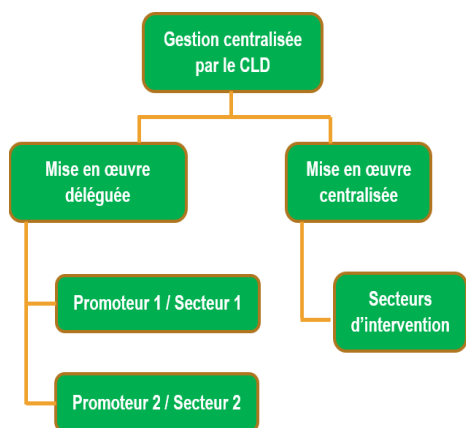 Gestion centralisée
par le CLD
Mise en œuvre
déléguée
Mise en œuvre
centralisée
Promoteur 1 / Secteur 1
Secteurs
d'intervention
Promoteur 2 / Secteur 2